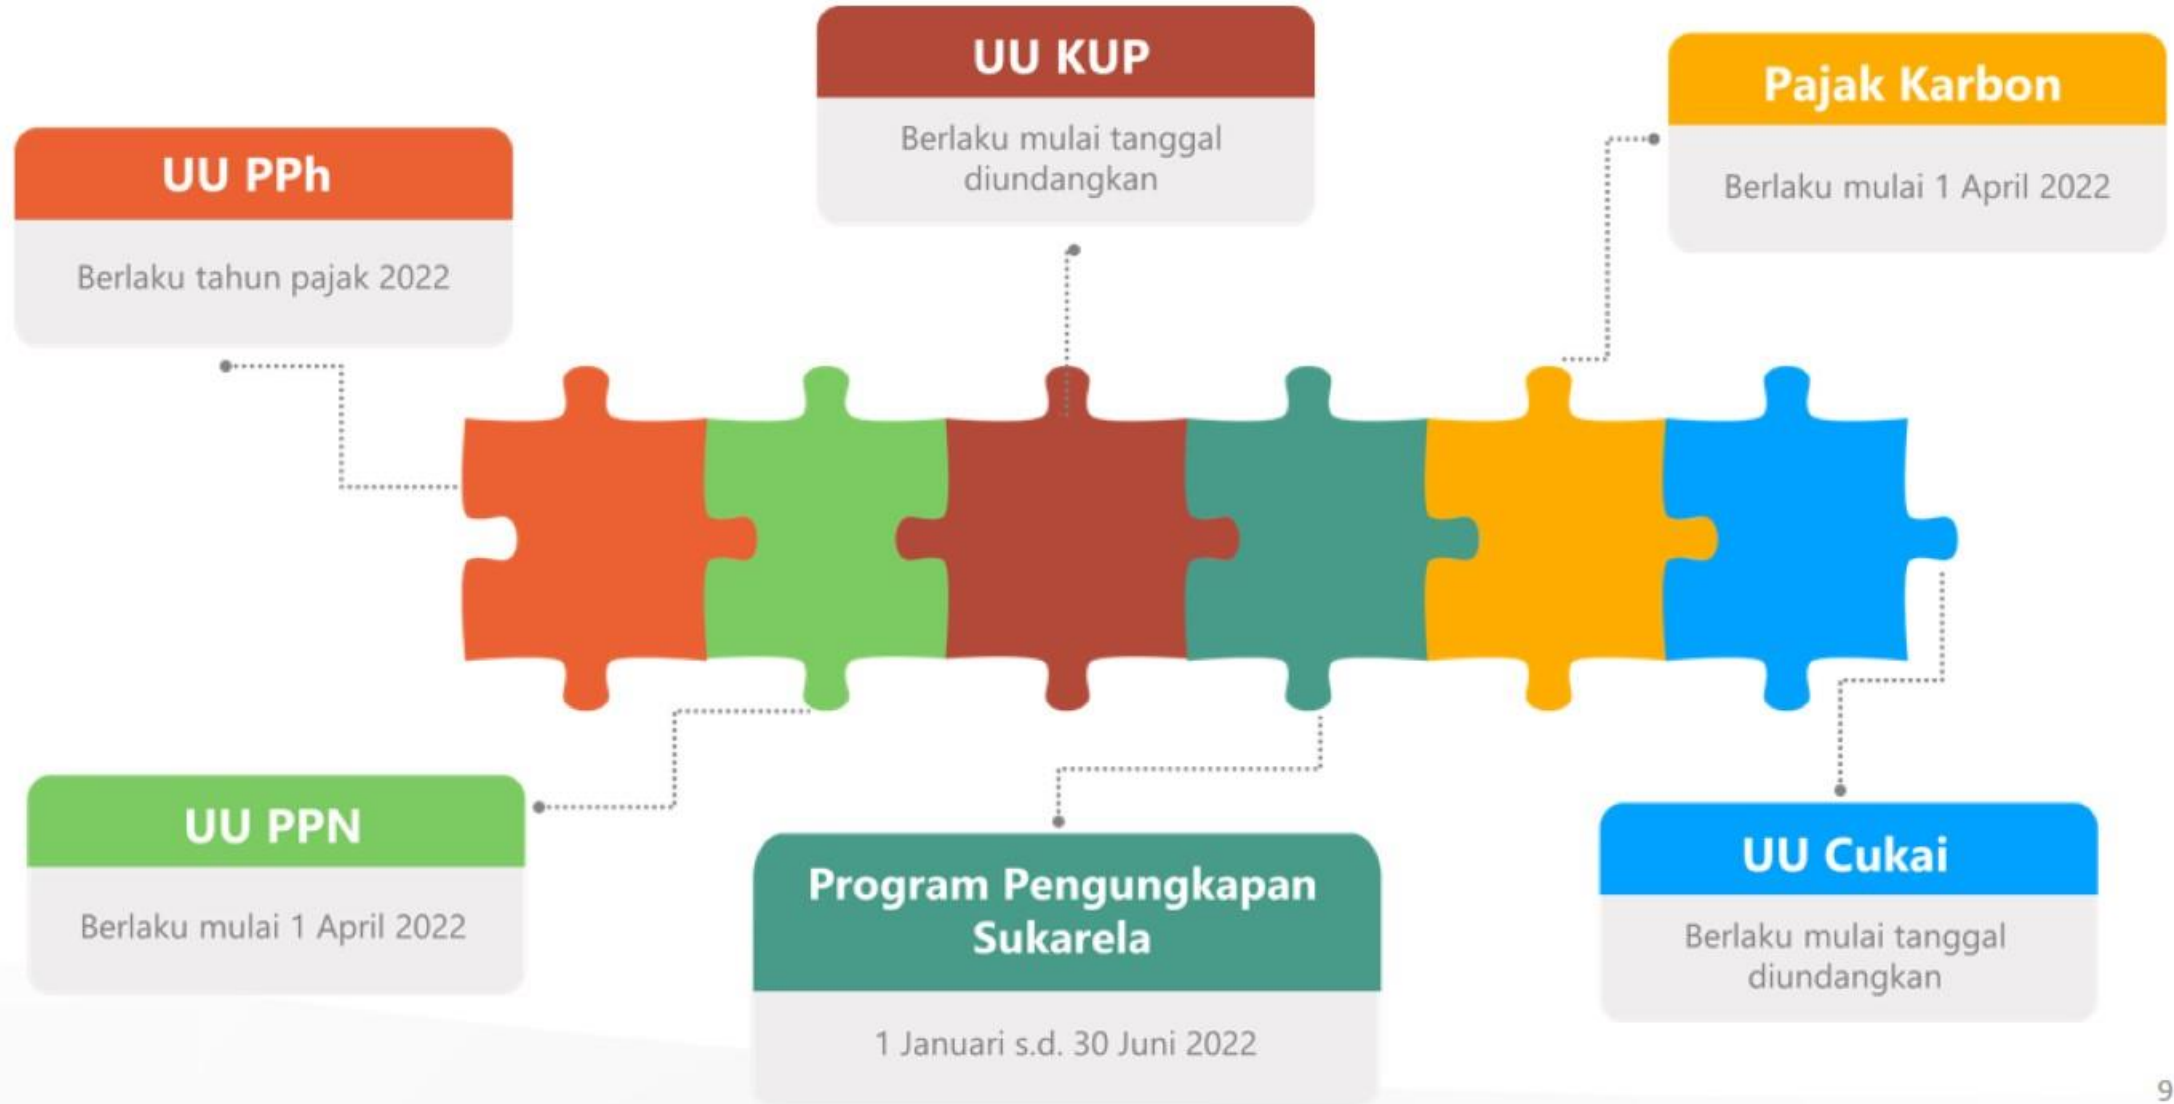 UU PPh
Berlaku tahun pajak 2022
UU KUP
Berlaku mulai tanggal
diundangkan
Pajak Karbon
Berlaku mulai 1 April 2022
UU PPN
Berlaku mulai 1 April 2022
Program Pengungkapan
Sukarela
1 Januari s.d. 30 Juni 2022
UU Cukai
Berlaku mulai tanggal
diundangkan
9